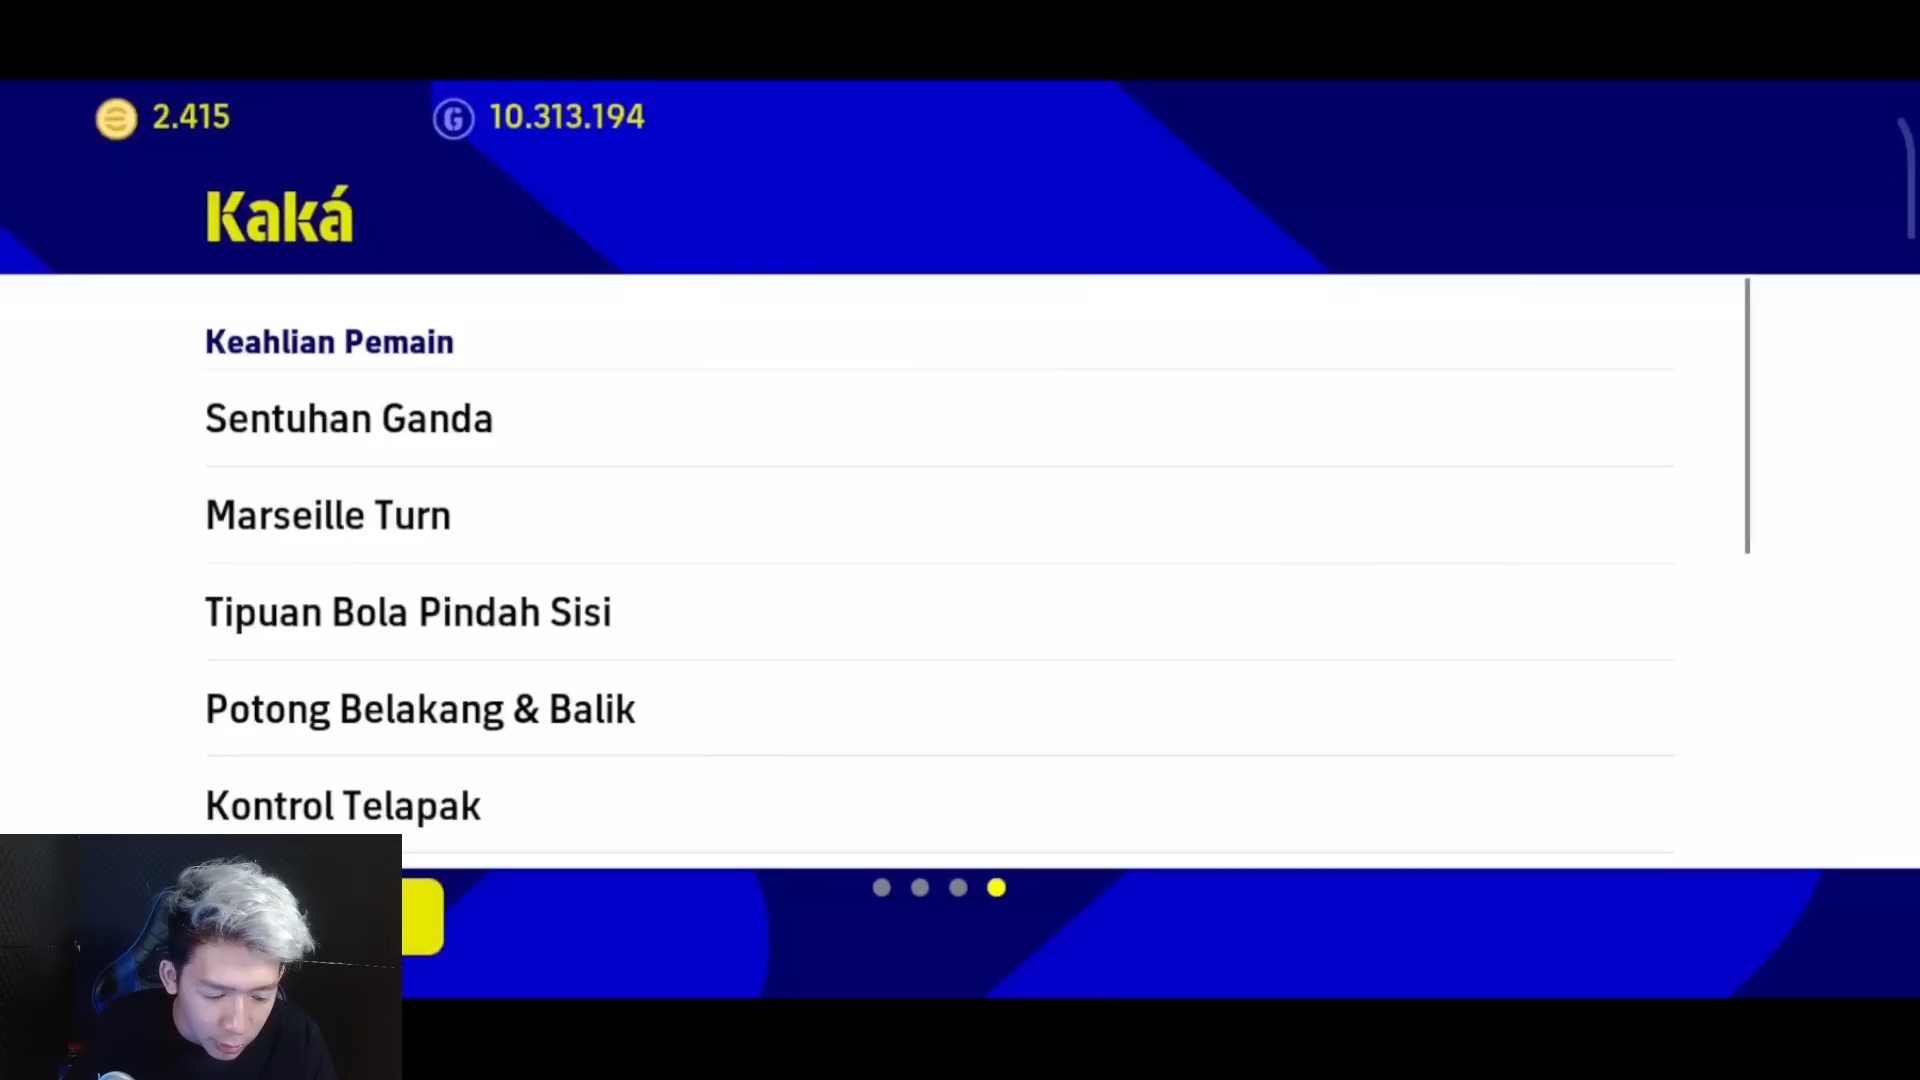 2.415
10.313.194
Kaká
Keahlian Pemain
Sentuhan Ganda
Marseille Turn
Tipuan Bola Pindah Sisi
Potong Belakang & Balik
Kontrol Telapak